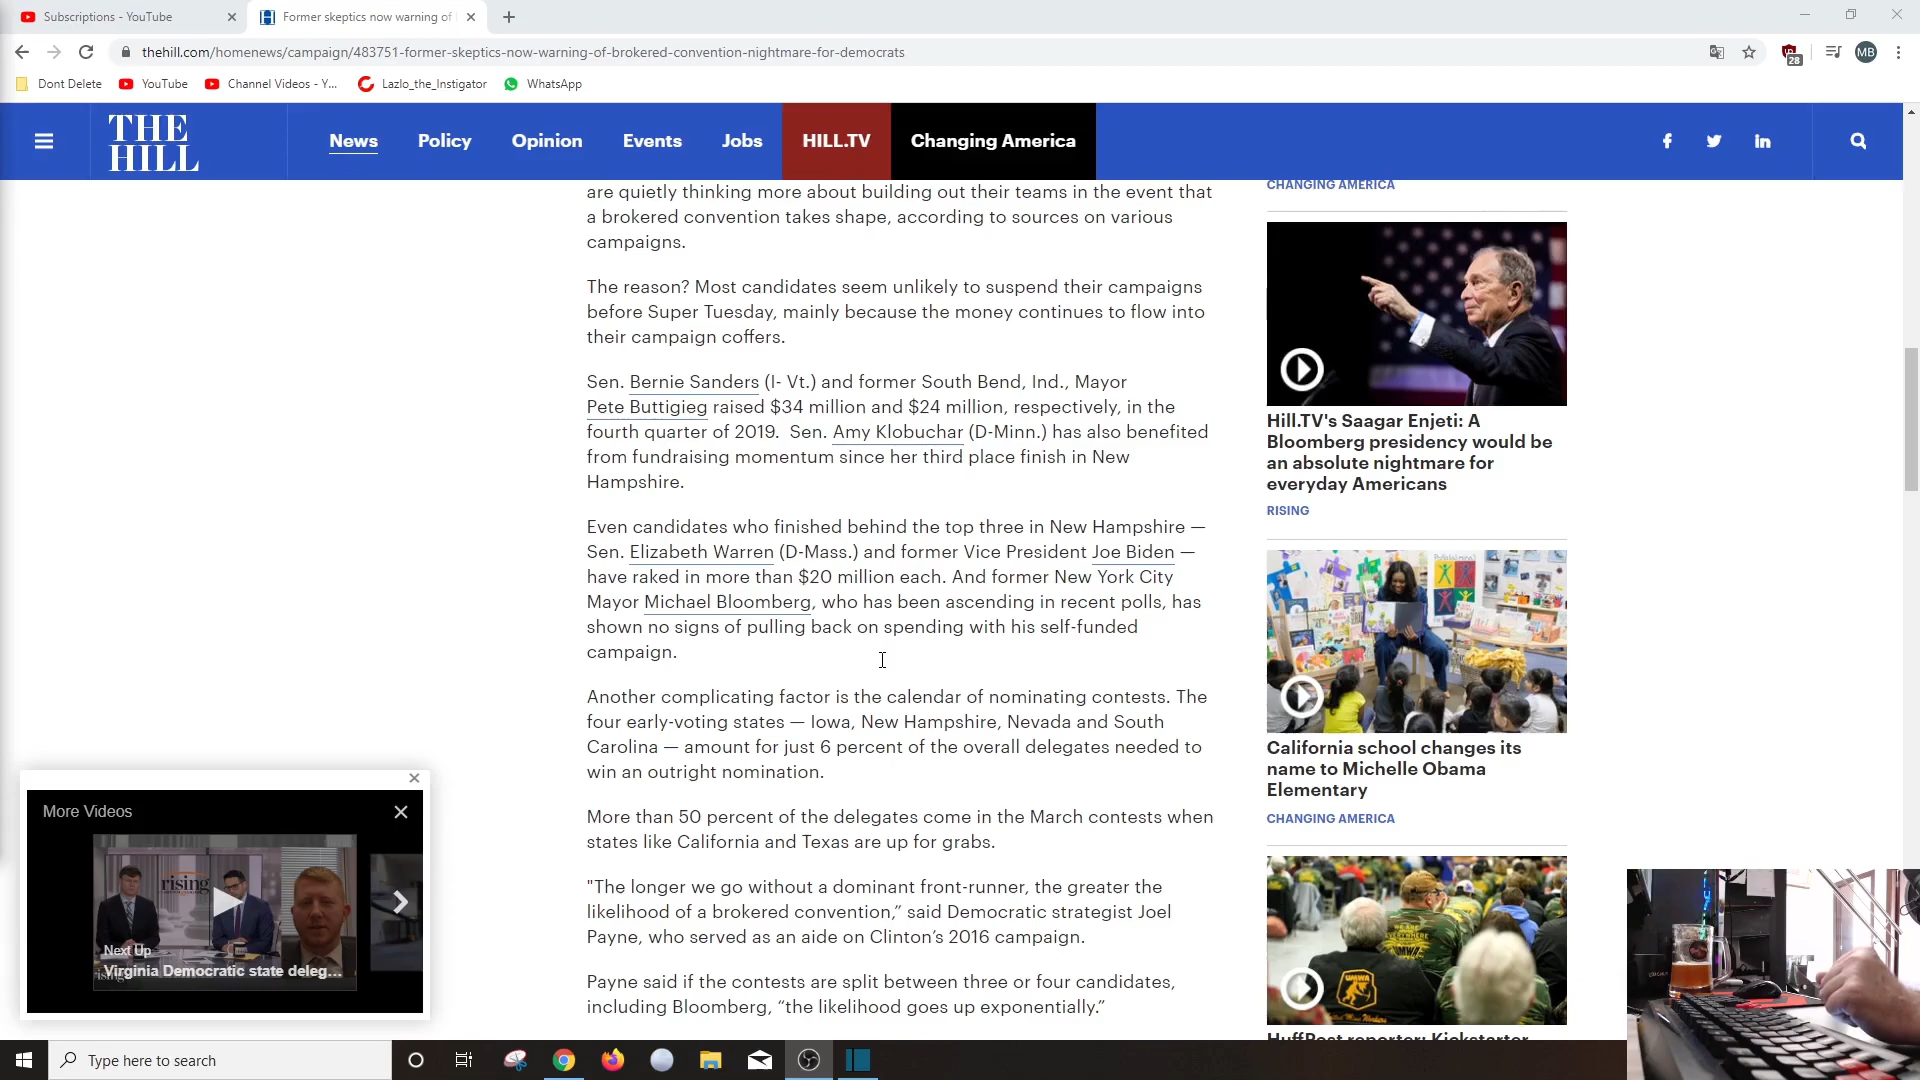 Subscriptions - YouTube
Former skeptics now warning of
thehill.com/homenews/campaign/483751-former-skeptics-now-warning-of-brokered-convention-nightmare-for-democrats
28
MB
Dont Delete
YouTube
Channel Videos - Y...
Lazlo_the_Instigator
WhatsApp
THE
HILL
News
Policy
Opinion
Events
Jobs
HILL.TV
Changing America
are quietly thinking more about building out their teams in the event that
a brokered convention takes shape, according to sources on various
campaigns.
The reason? Most candidates seem unlikely to suspend their campaigns
before Super Tuesday, mainly because the money continues to flow into
their campaign coffers.
Sen. Bernie Sanders (I- Vt.) and former South Bend, Ind., Mayor
Pete Buttigieg raised $34 million and $24 million, respectively, in the
fourth quarter of 2019.  Sen. Amy Klobuchar (D-Minn.) has also benefited
from fundraising momentum since her third place finish in New
Hampshire.
Even candidates who finished behind the top three in New Hampshire —
Sen. Elizabeth Warren (D-Mass.) and former Vice President Joe Biden —
have raked in more than $20 million each. And former New York City
Mayor Michael Bloomberg, who has been ascending in recent polls, has
shown no signs of pulling back on spending with his self-funded
campaign.
Another complicating factor is the calendar of nominating contests. The
four early-voting states — Iowa, New Hampshire, Nevada and South
Carolina — amount for just 6 percent of the overall delegates needed to
win an outright nomination.
More than 50 percent of the delegates come in the March contests when
states like California and Texas are up for grabs.
"The longer we go without a dominant front-runner, the greater the
likelihood of a brokered convention,” said Democratic strategist Joel
Payne, who served as an aide on Clinton’s 2016 campaign.
Payne said if the contests are split between three or four candidates,
including Bloomberg, “the likelihood goes up exponentially.”
CHANGING AMERICA
Hill.TV's Saagar Enjeti: A
Bloomberg presidency would be
an absolute nightmare for
everyday Americans
RISING
California school changes its
name to Michelle Obama
Elementary
CHANGING AMERICA
UMWA
HuffPost reporter: Kickstarter
More Videos
rising
Next Up
Virginia Democratic state deleg...
Type here to search